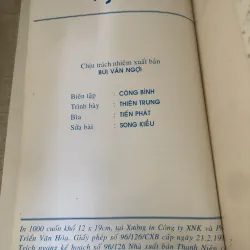 Chịu trách nhiệm xuất bản
BÙI VĂN NGỢI
Biên tập : CÔNG BÌNH
Trình bày : THIÊN TRUNG
Bìa : TIẾN PHÁT
Sửa bài : SONG KIỀU
In 1000 cuốn khổ 12 x 19cm, tại Xưởng in Công ty XNK và
Triển Văn Hóa. Giấy phép số 96/126/CXB cấp ngày 21.2.19
Trích ngang kế hoạch số 96/126 Nhà xuất bản Thanh Niên